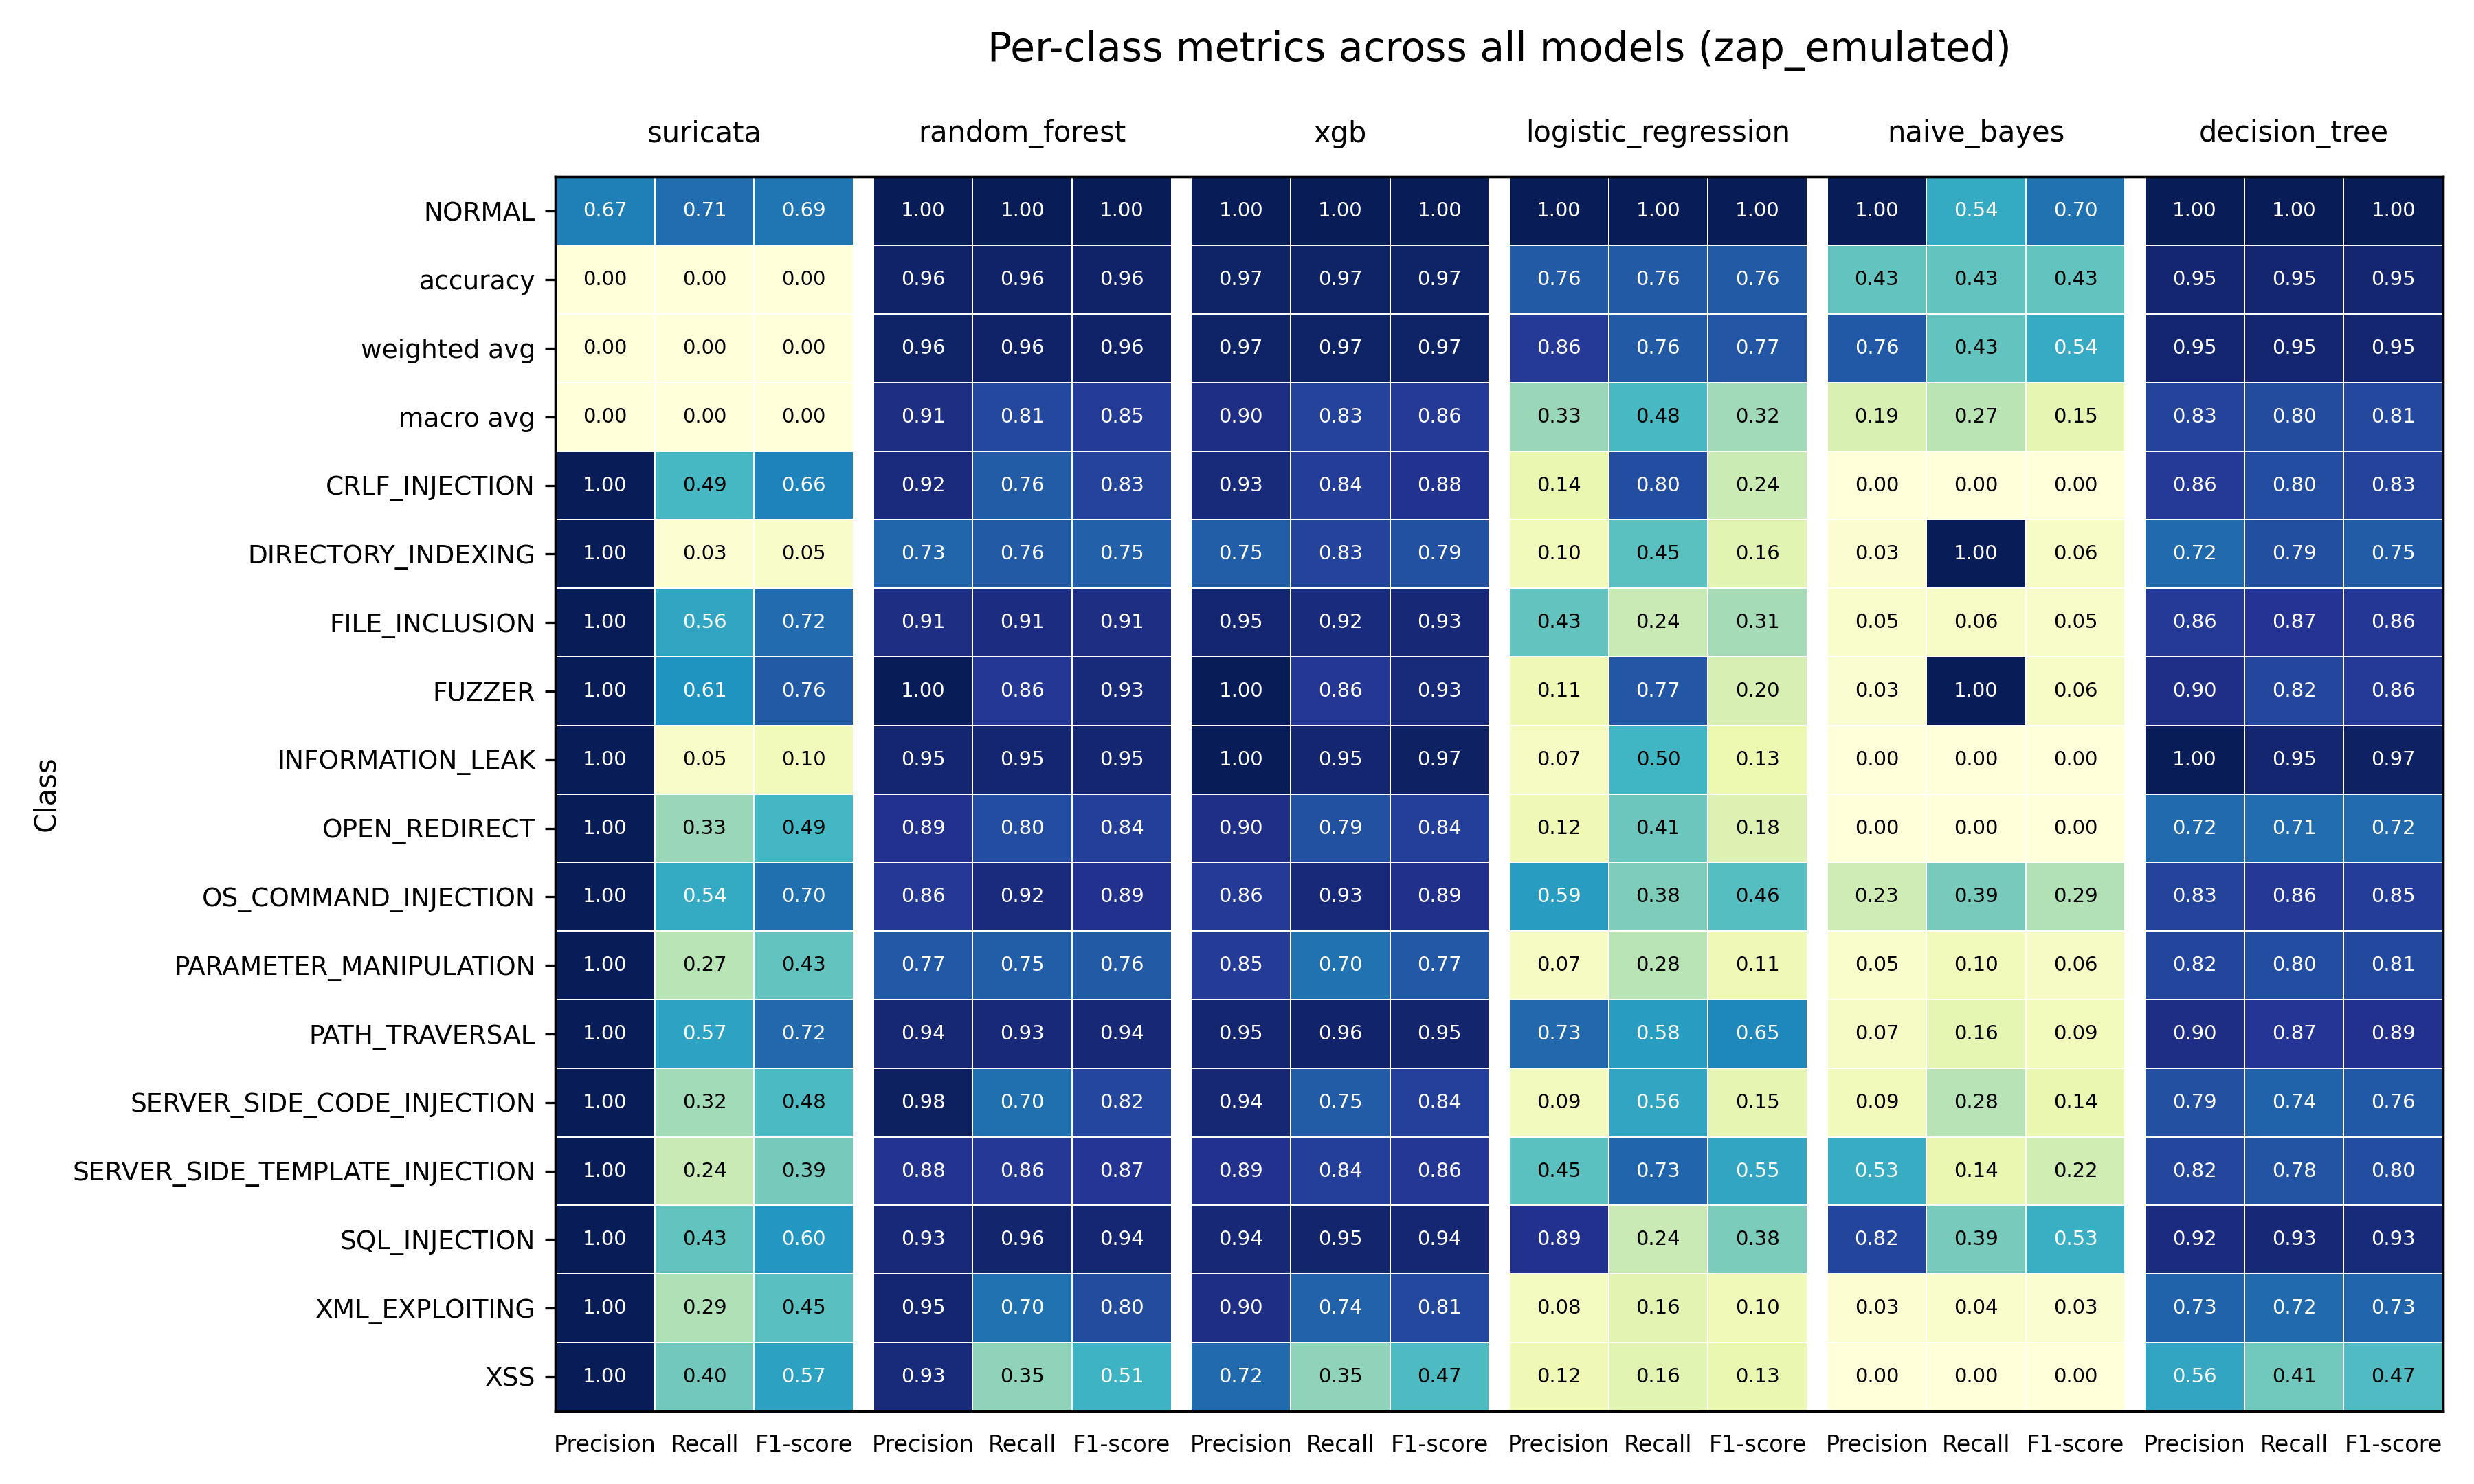 Per-class metrics across all models (zap_emulated)
suricata random_forest xgb logistic_regression naive_bayes decision_tree
NORMAL 0.67 0.71 0.69 1.00 1.00 1.00 1.00 1.00 1.00 1.00 1.00 1.00 1.00 0.54 0.70 1.00 1.00 1.00
accuracy 0.00 0.00 0.00 0.96 0.96 0.96 0.97 0.97 0.97 0.76 0.76 0.76 0.43 0.43 0.43 0.95 0.95 0.95
weighted avg 0.00 0.00 0.00 0.96 0.96 0.96 0.97 0.97 0.97 0.86 0.76 0.77 0.76 0.43 0.54 0.95 0.95 0.95
macro avg 0.00 0.00 0.00 0.91 0.81 0.85 0.90 0.83 0.86 0.33 0.48 0.32 0.19 0.27 0.15 0.83 0.80 0.81
CRLF_INJECTION 1.00 0.49 0.66 0.92 0.76 0.83 0.93 0.84 0.88 0.14 0.80 0.24 0.00 0.00 0.00 0.86 0.80 0.83
DIRECTORY_INDEXING 1.00 0.03 0.05 0.73 0.76 0.75 0.75 0.83 0.79 0.10 0.45 0.16 0.03 1.00 0.06 0.72 0.79 0.75
FILE_INCLUSION 1.00 0.56 0.72 0.91 0.91 0.91 0.95 0.92 0.93 0.43 0.24 0.31 0.05 0.06 0.05 0.86 0.87 0.86
FUZZER 1.00 0.61 0.76 1.00 0.86 0.93 1.00 0.86 0.93 0.11 0.77 0.20 0.03 1.00 0.06 0.90 0.82 0.86
INFORMATION_LEAK 1.00 0.05 0.10 0.95 0.95 0.95 1.00 0.95 0.97 0.07 0.50 0.13 0.00 0.00 0.00 1.00 0.95 0.97
OPEN_REDIRECT 1.00 0.33 0.49 0.89 0.80 0.84 0.90 0.79 0.84 0.12 0.41 0.18 0.00 0.00 0.00 0.72 0.71 0.72
OS_COMMAND_INJECTION 1.00 0.54 0.70 0.86 0.92 0.89 0.86 0.93 0.89 0.59 0.38 0.46 0.23 0.39 0.29 0.83 0.86 0.85
PARAMETER_MANIPULATION 1.00 0.27 0.43 0.77 0.75 0.76 0.85 0.70 0.77 0.07 0.28 0.11 0.05 0.10 0.06 0.82 0.80 0.81
PATH_TRAVERSAL 1.00 0.57 0.72 0.94 0.93 0.94 0.95 0.96 0.95 0.73 0.58 0.65 0.07 0.16 0.09 0.90 0.87 0.89
SERVER_SIDE_CODE_INJECTION 1.00 0.32 0.48 0.98 0.70 0.82 0.94 0.75 0.84 0.09 0.56 0.15 0.09 0.28 0.14 0.79 0.74 0.76
SERVER_SIDE_TEMPLATE_INJECTION 1.00 0.24 0.39 0.88 0.86 0.87 0.89 0.84 0.86 0.45 0.73 0.55 0.53 0.14 0.22 0.82 0.78 0.80
SQL_INJECTION 1.00 0.43 0.60 0.93 0.96 0.94 0.94 0.95 0.94 0.89 0.24 0.38 0.82 0.39 0.53 0.92 0.93 0.93
XML_EXPLOITING 1.00 0.29 0.45 0.95 0.70 0.80 0.90 0.74 0.81 0.08 0.16 0.10 0.03 0.04 0.03 0.73 0.72 0.73
XSS 1.00 0.40 0.57 0.93 0.35 0.51 0.72 0.35 0.47 0.12 0.16 0.13 0.00 0.00 0.00 0.56 0.41 0.47
Precision Recall F1-score Precision Recall F1-score Precision Recall F1-score Precision Recall F1-score Precision Recall F1-score Precision Recall F1-score
Class